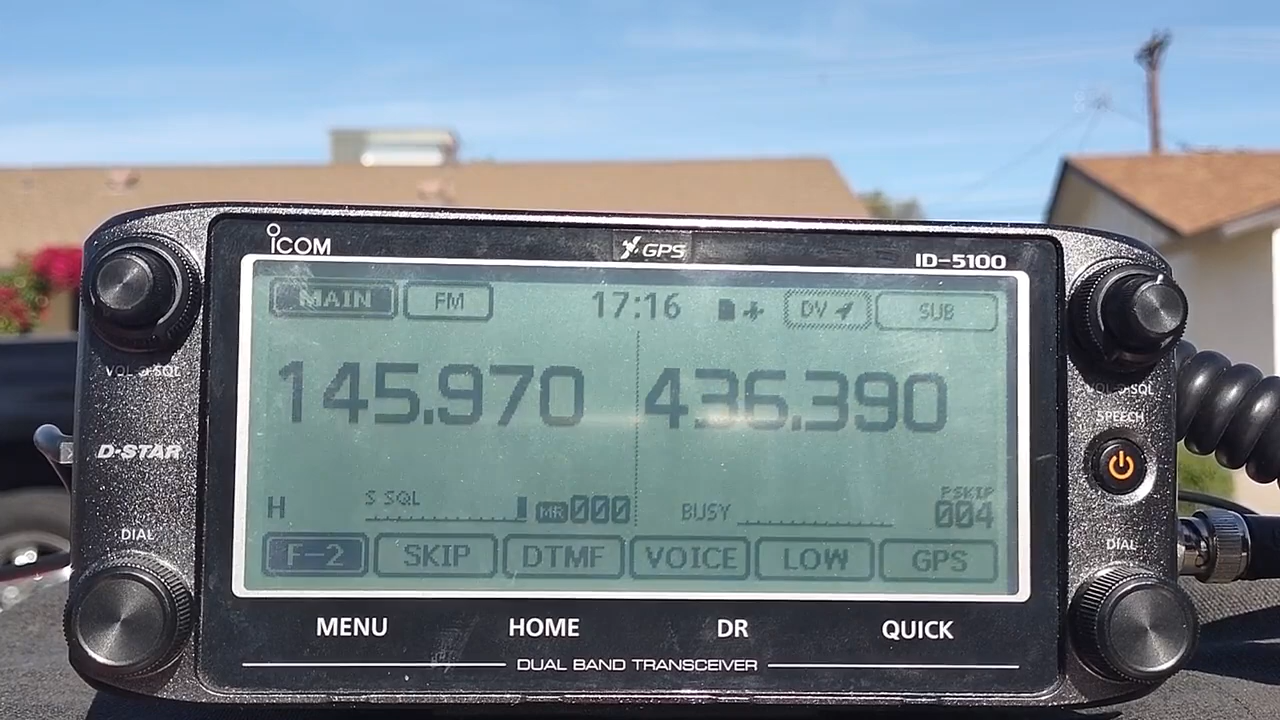 ICOM
GPS
ID-5100
MAIN FM 17:16 DV SUB
145.970 436.390
VOL SQL
VOL SQL
SPEECH
D-STAR
H S SQL MR 000 BUSY PSKIP 004
DIAL
DIAL
F-2 SKIP DTMF VOICE LOW GPS
MENU HOME DR QUICK
DUAL BAND TRANSCEIVER